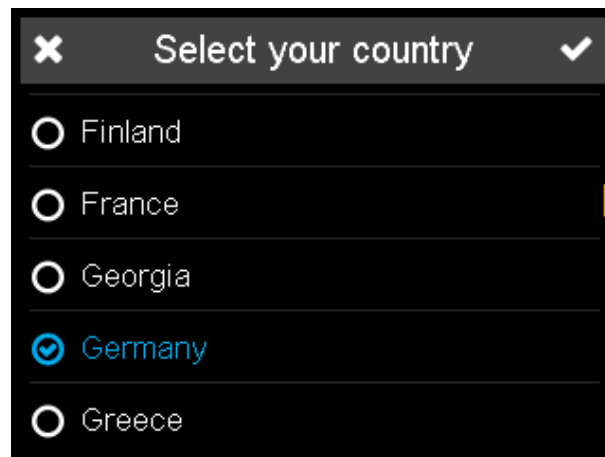 Select your country
Finland
France
Georgia
Germany
Greece